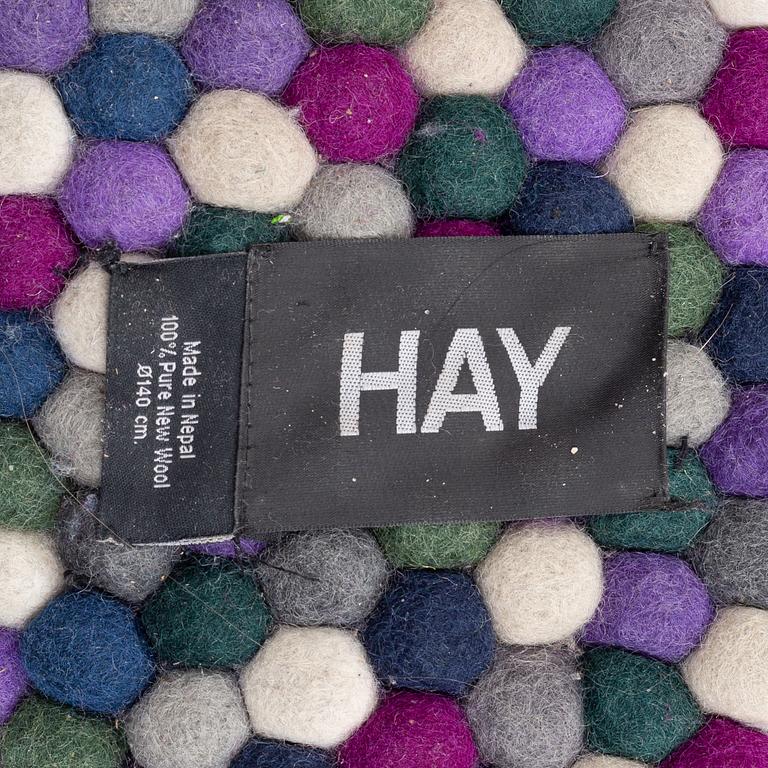 HAY
Made in Nepal
100% Pure New Wool
Ø140 cm.